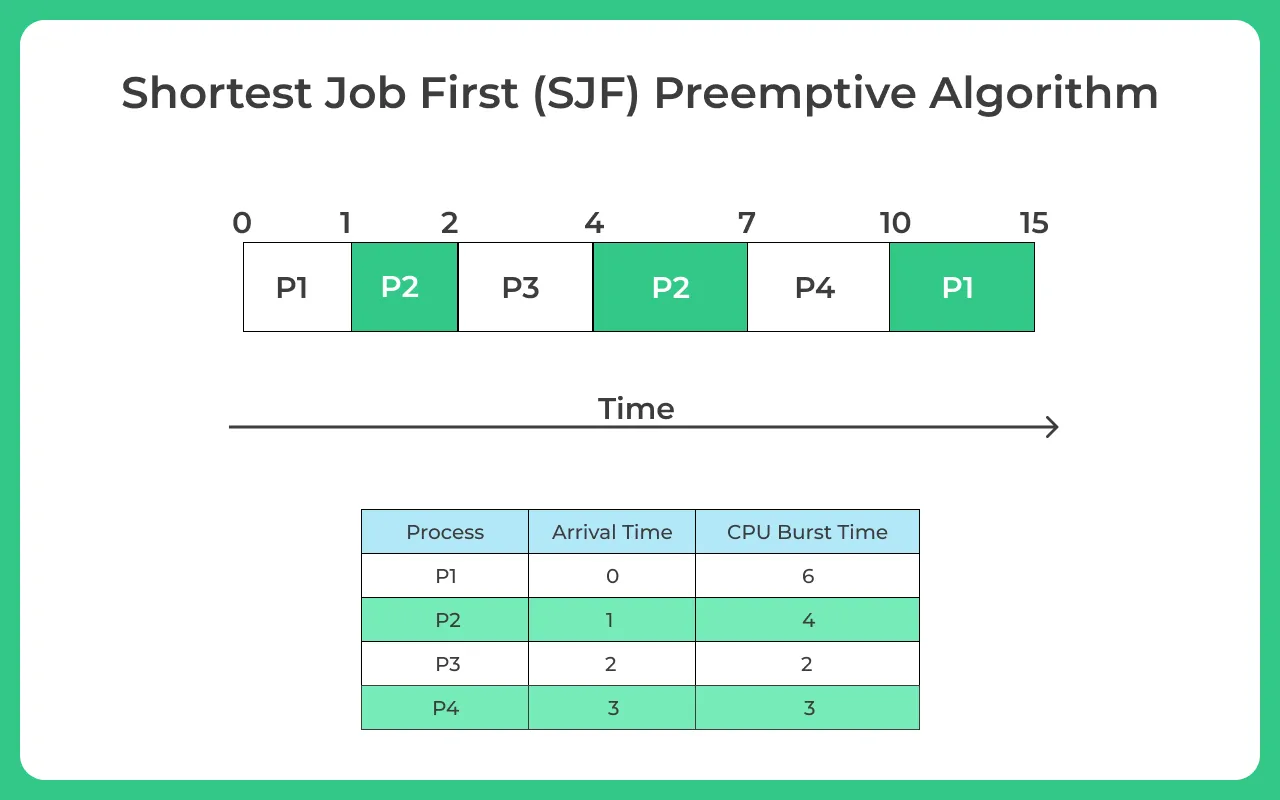 Shortest Job First (SJF) Preemptive Algorithm
0 1 2 4 7 10 15
P1 P2 P3 P2 P4 P1
Time
Process Arrival Time CPU Burst Time
P1 0 6
P2 1 4
P3 2 2
P4 3 3